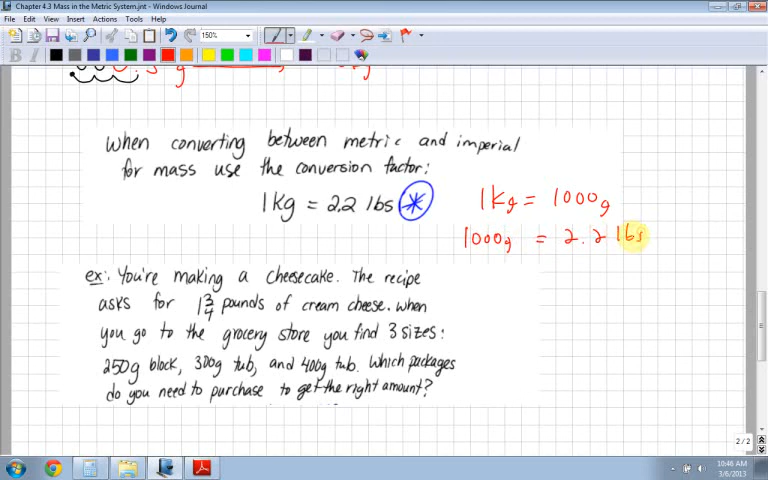 Chapter 4.3 Mass in the Metric System.jnt - Windows Journal
File Edit View Insert Actions Tools Help
150%
B I
When converting between metric and imperial
for mass use the conversion factor:
1 Kg = 2.2 lbs *
1 Kg = 1000g
1000g = 2.2 lbs
ex: You're making a cheesecake. The recipe
asks for 1 3/4 pounds of cream cheese. When
you go to the grocery store you find 3 sizes:
250g block, 300g tub, and 400g tub. Which packages
do you need to purchase to get the right amount?
2 / 2
10:46 AM
3/6/2013